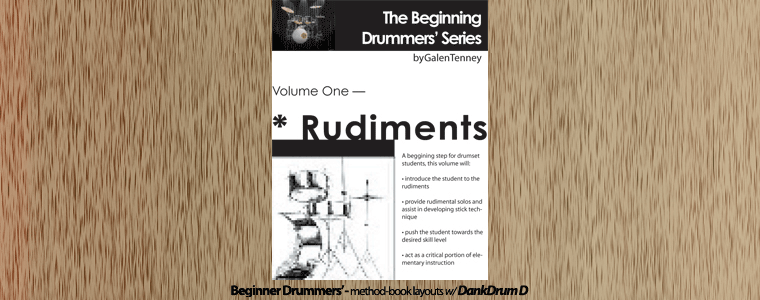 The Beginning
Drummers’ Series
byGalenTenney
Volume One —
* Rudiments
A beggining step for drumset
students, this volume will:
• introduce the student to the
rudiments
• provide rudimental solos and
assist in developing stick tech-
nique
• push the student towards the
desired skill level
• act as a critical portion of ele-
mentary instruction
Beginner Drummers’ - method-book layouts w/ DankDrum D